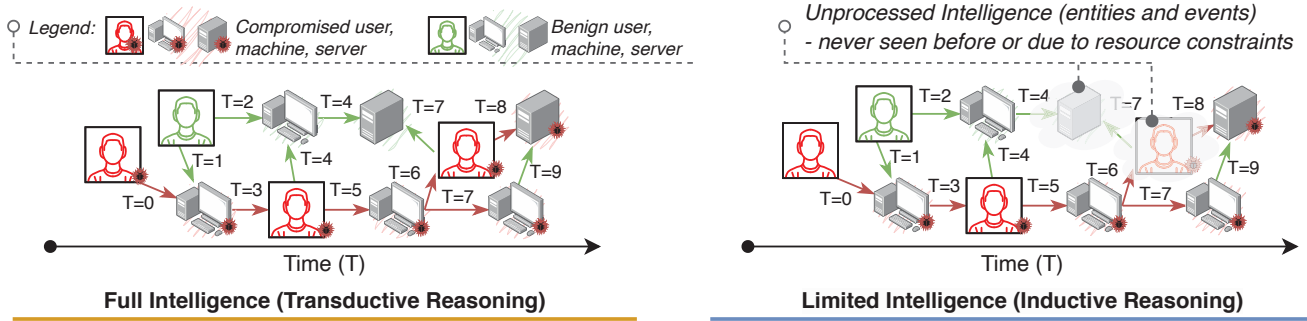 Legend:
Compromised user,
machine, server
Benign user,
machine, server
T=2
T=4
T=7
T=8
T=1
T=4
T=6
T=9
T=0
T=3
T=5
T=7
Time (T)
Full Intelligence (Transductive Reasoning)
Unprocessed Intelligence (entities and events)
- never seen before or due to resource constraints
T=2
T=4
T=7
T=8
T=1
T=4
T=6
T=9
T=0
T=3
T=5
T=7
Time (T)
Limited Intelligence (Inductive Reasoning)